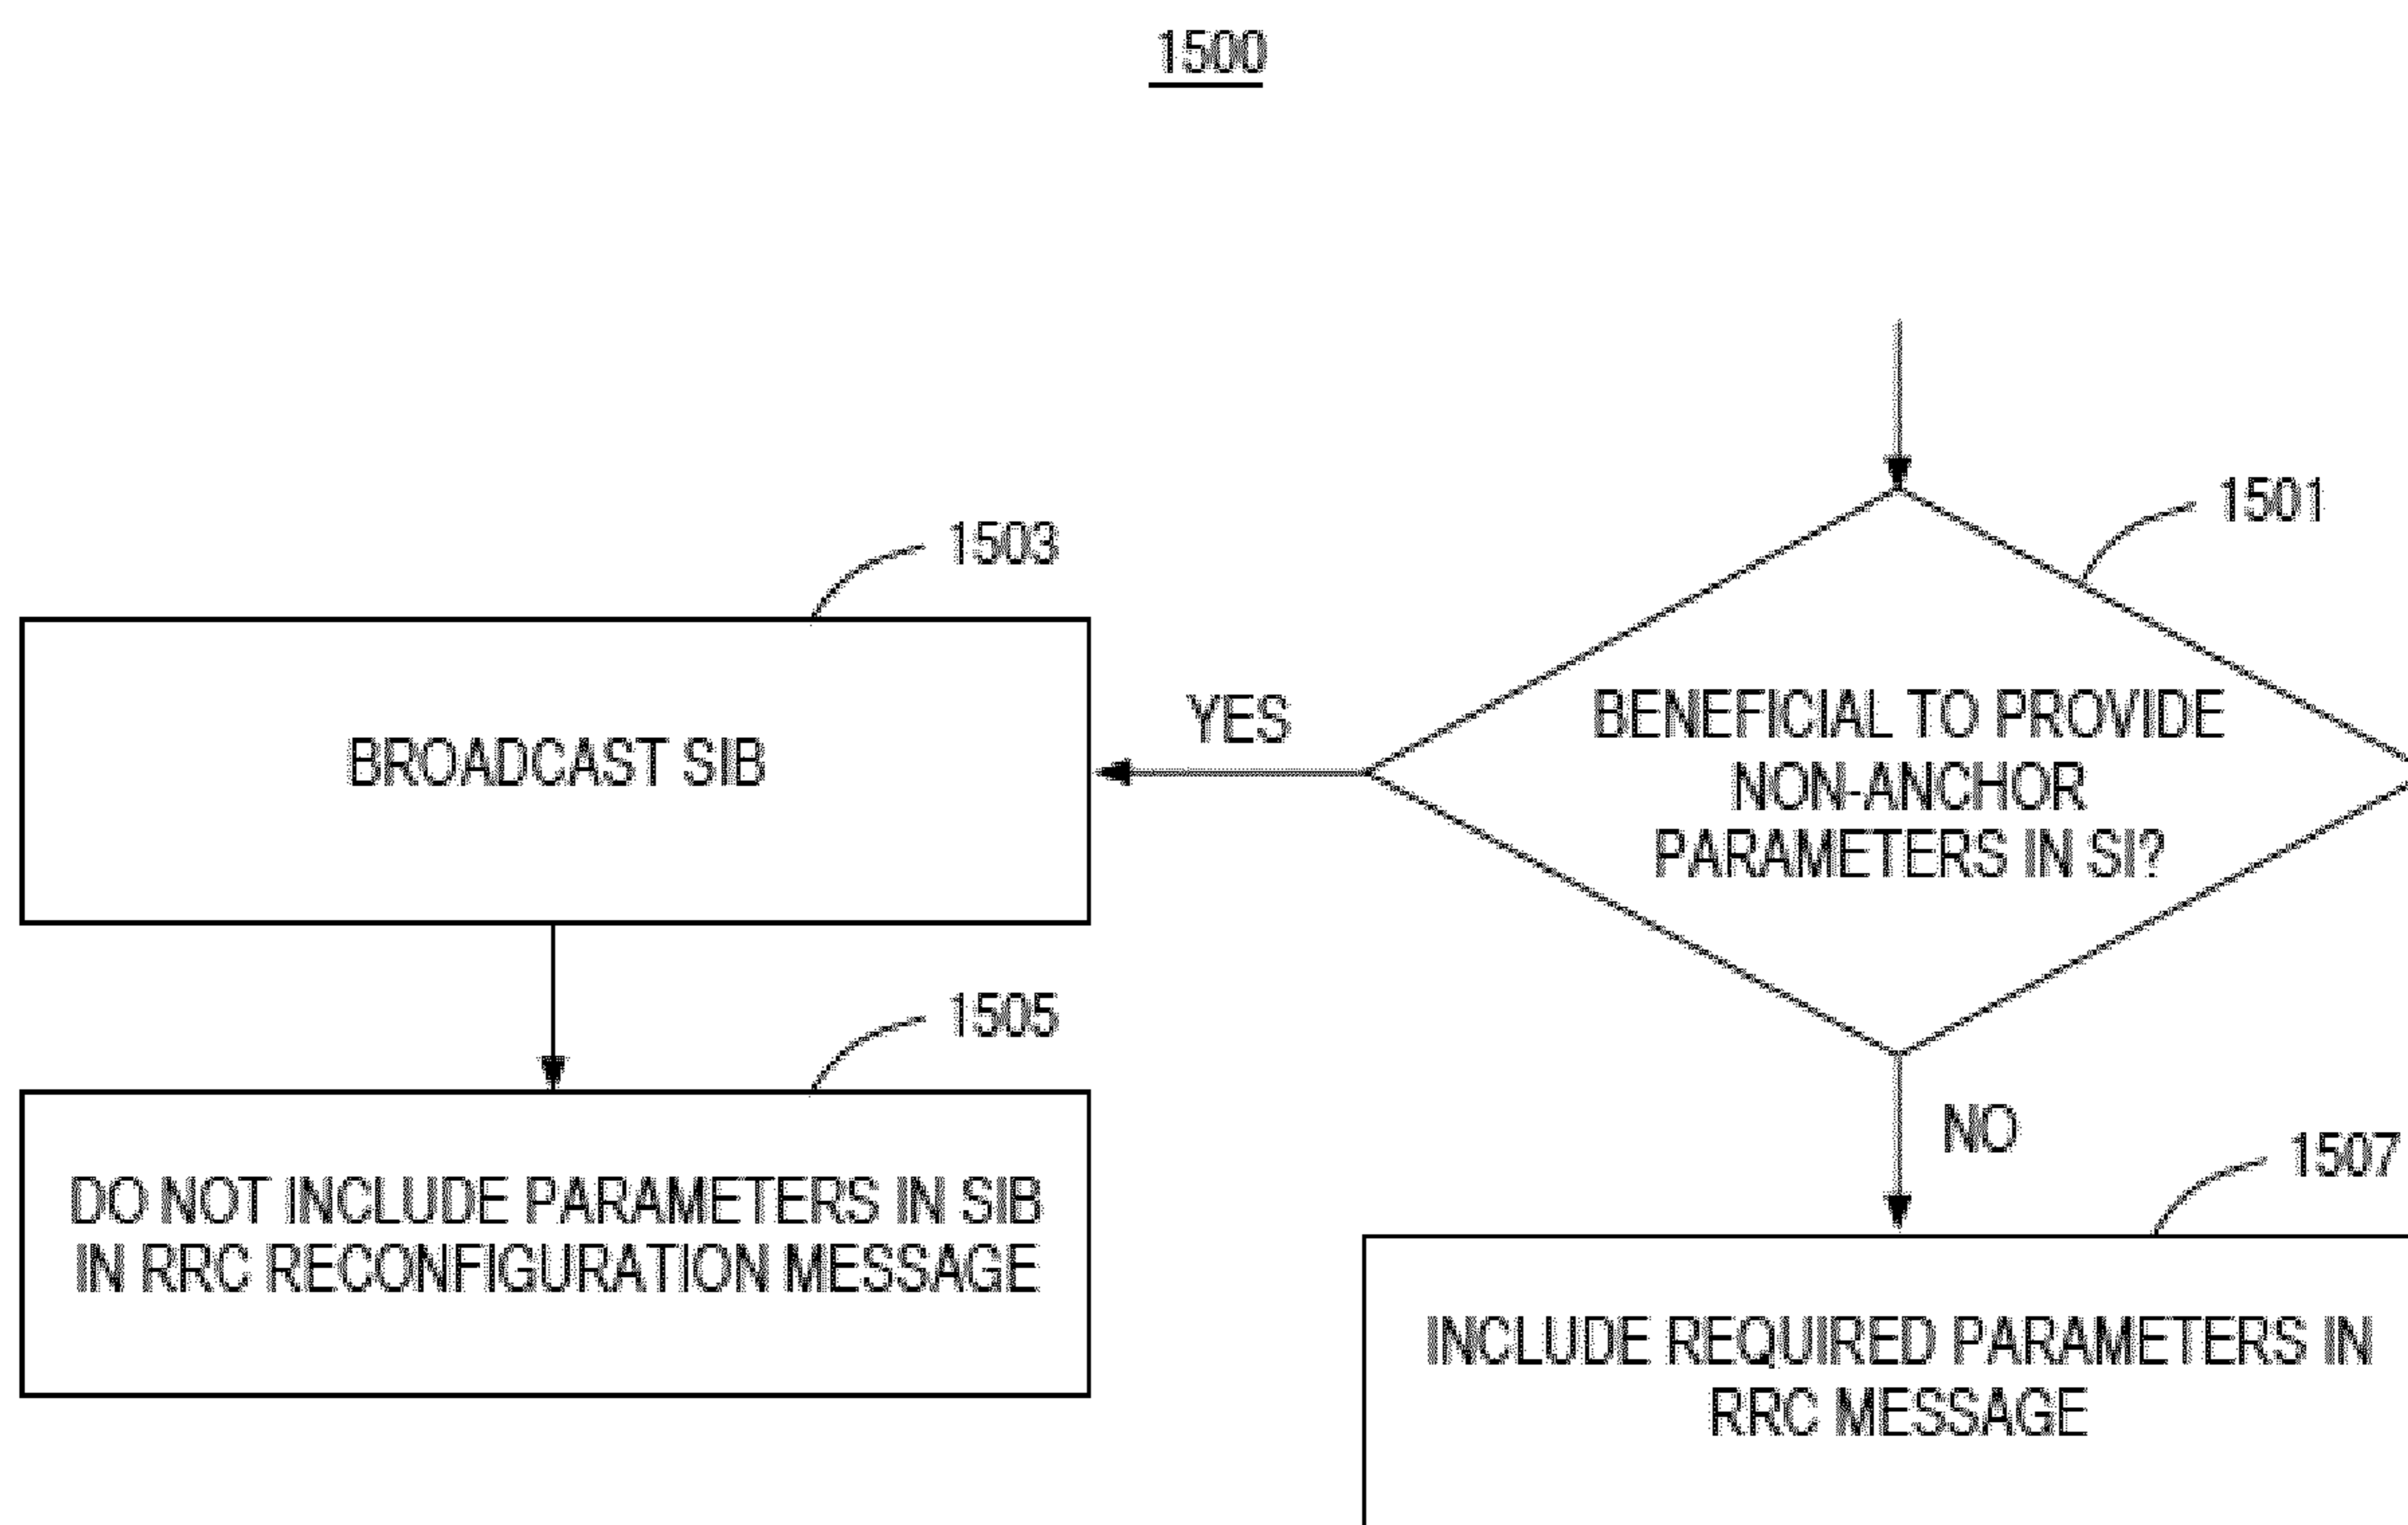 1500
1501
1503
BENEFICIAL TO PROVIDE
NON-ANCHOR
PARAMETERS IN SI?
YES
BROADCAST SIB
1505
NO
1507
DO NOT INCLUDE PARAMETERS IN SIB
IN RRC RECONFIGURATION MESSAGE
INCLUDE REQUIRED PARAMETERS IN
RRC MESSAGE